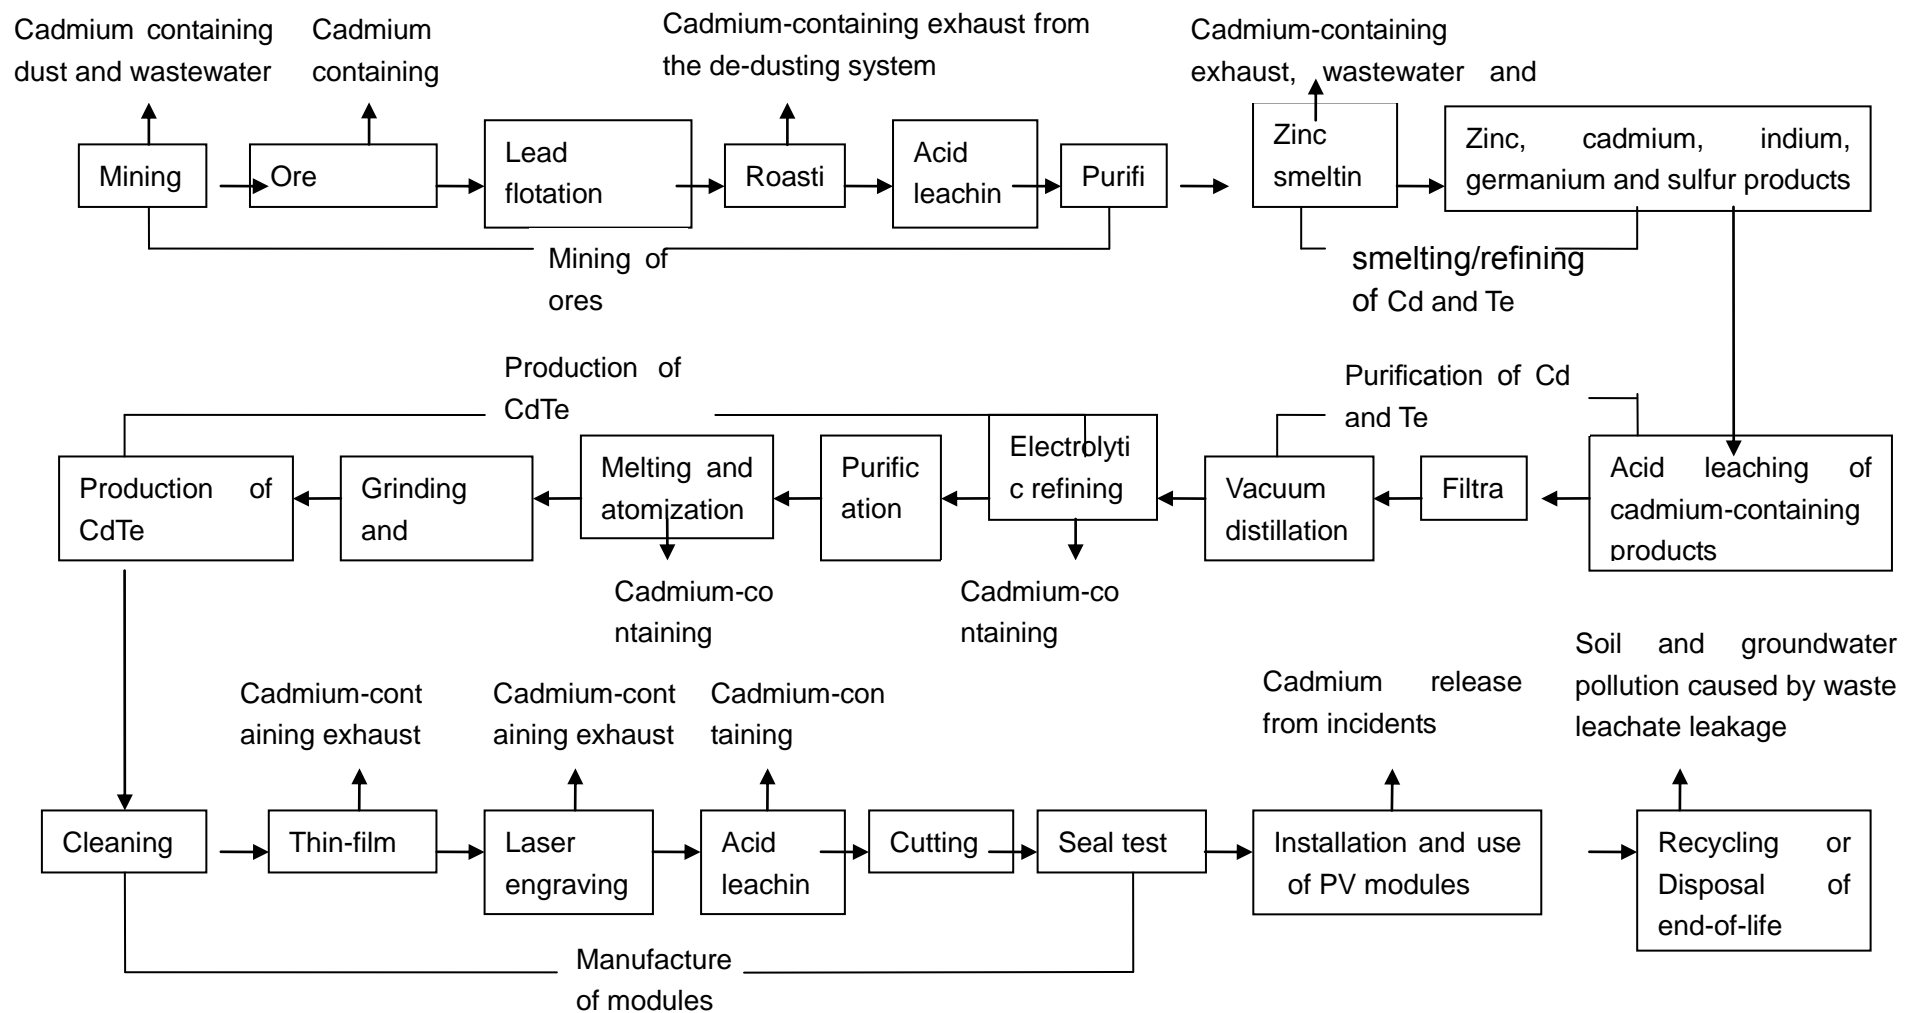 Cadmium containing
dust and wastewater
Cadmium
containing
Cadmium-containing exhaust from
the de-dusting system
Cadmium-containing
exhaust, wastewater and
Mining
Ore
Lead
flotation
Roasti
Acid
leachin
Purifi
Zinc
smeltin
Zinc, cadmium, indium,
germanium and sulfur products
Mining of
ores
smelting/refining
of Cd and Te
Production of
CdTe
Purification of Cd
and Te
Production of
CdTe
Grinding
and
Melting and
atomization
Purific
ation
Electrolyti
c refining
Vacuum
distillation
Filtra
Acid leaching of
cadmium-containing
products
Cadmium-co
ntaining
Cadmium-co
ntaining
Cadmium-cont
aining exhaust
Cadmium-cont
aining exhaust
Cadmium-con
taining
Cadmium release
from incidents
Soil and groundwater
pollution caused by waste
leachate leakage
Cleaning
Thin-film
Laser
engraving
Acid
leachin
Cutting
Seal test
Installation and use
of PV modules
Recycling or
Disposal of
end-of-life
Manufacture
of modules